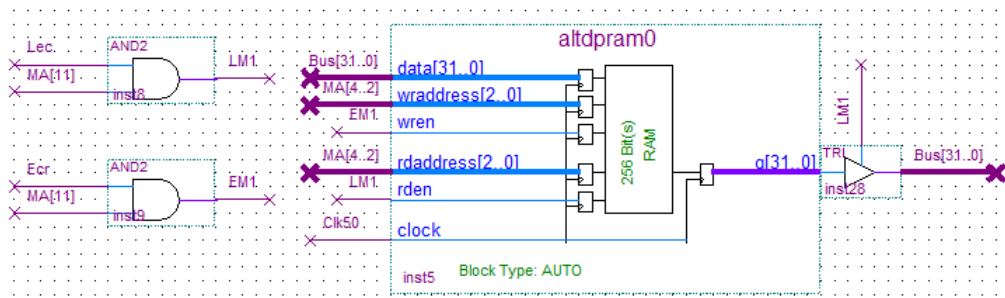 Lec
MA[11]
AND2
inst8
LM1
Ecr
MA[11]
AND2
inst9
EM1
altdpram0
Bus[31..0]
data[31..0]
MA[4..2]
wraddress[2..0]
EM1
wren
MA[4..2]
rdaddress[2..0]
LM1
rden
Clk50
clock
256 Bit(s)
RAM
q[31..0]
inst5
Block Type: AUTO
LM1
TRI
inst28
Bus[31..0]